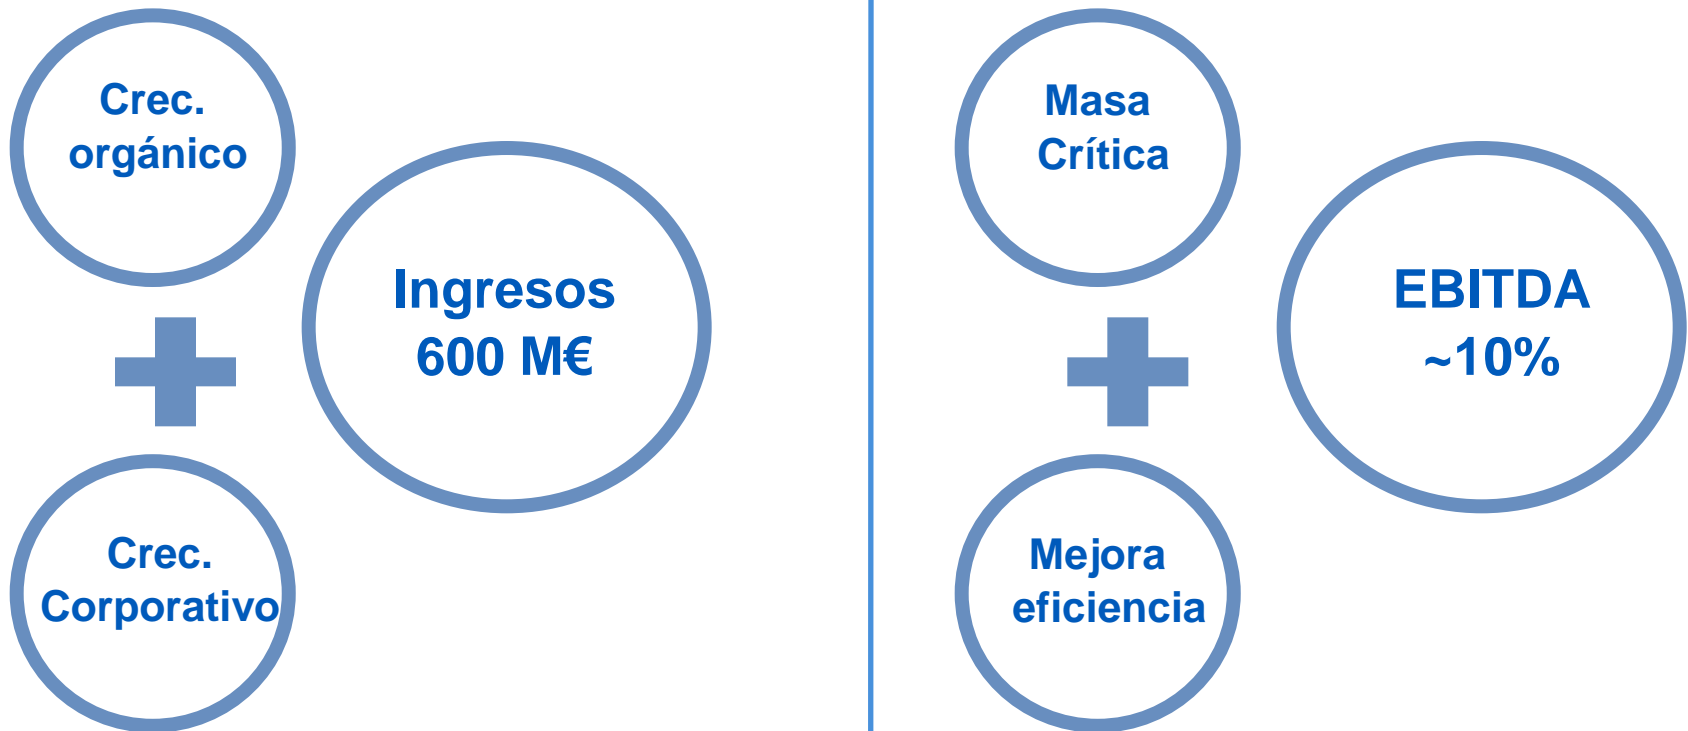 Crec.
orgánico
Ingresos
600 M€
Crec.
Corporativo
Masa
Crítica
EBITDA
~10%
Mejora
eficiencia